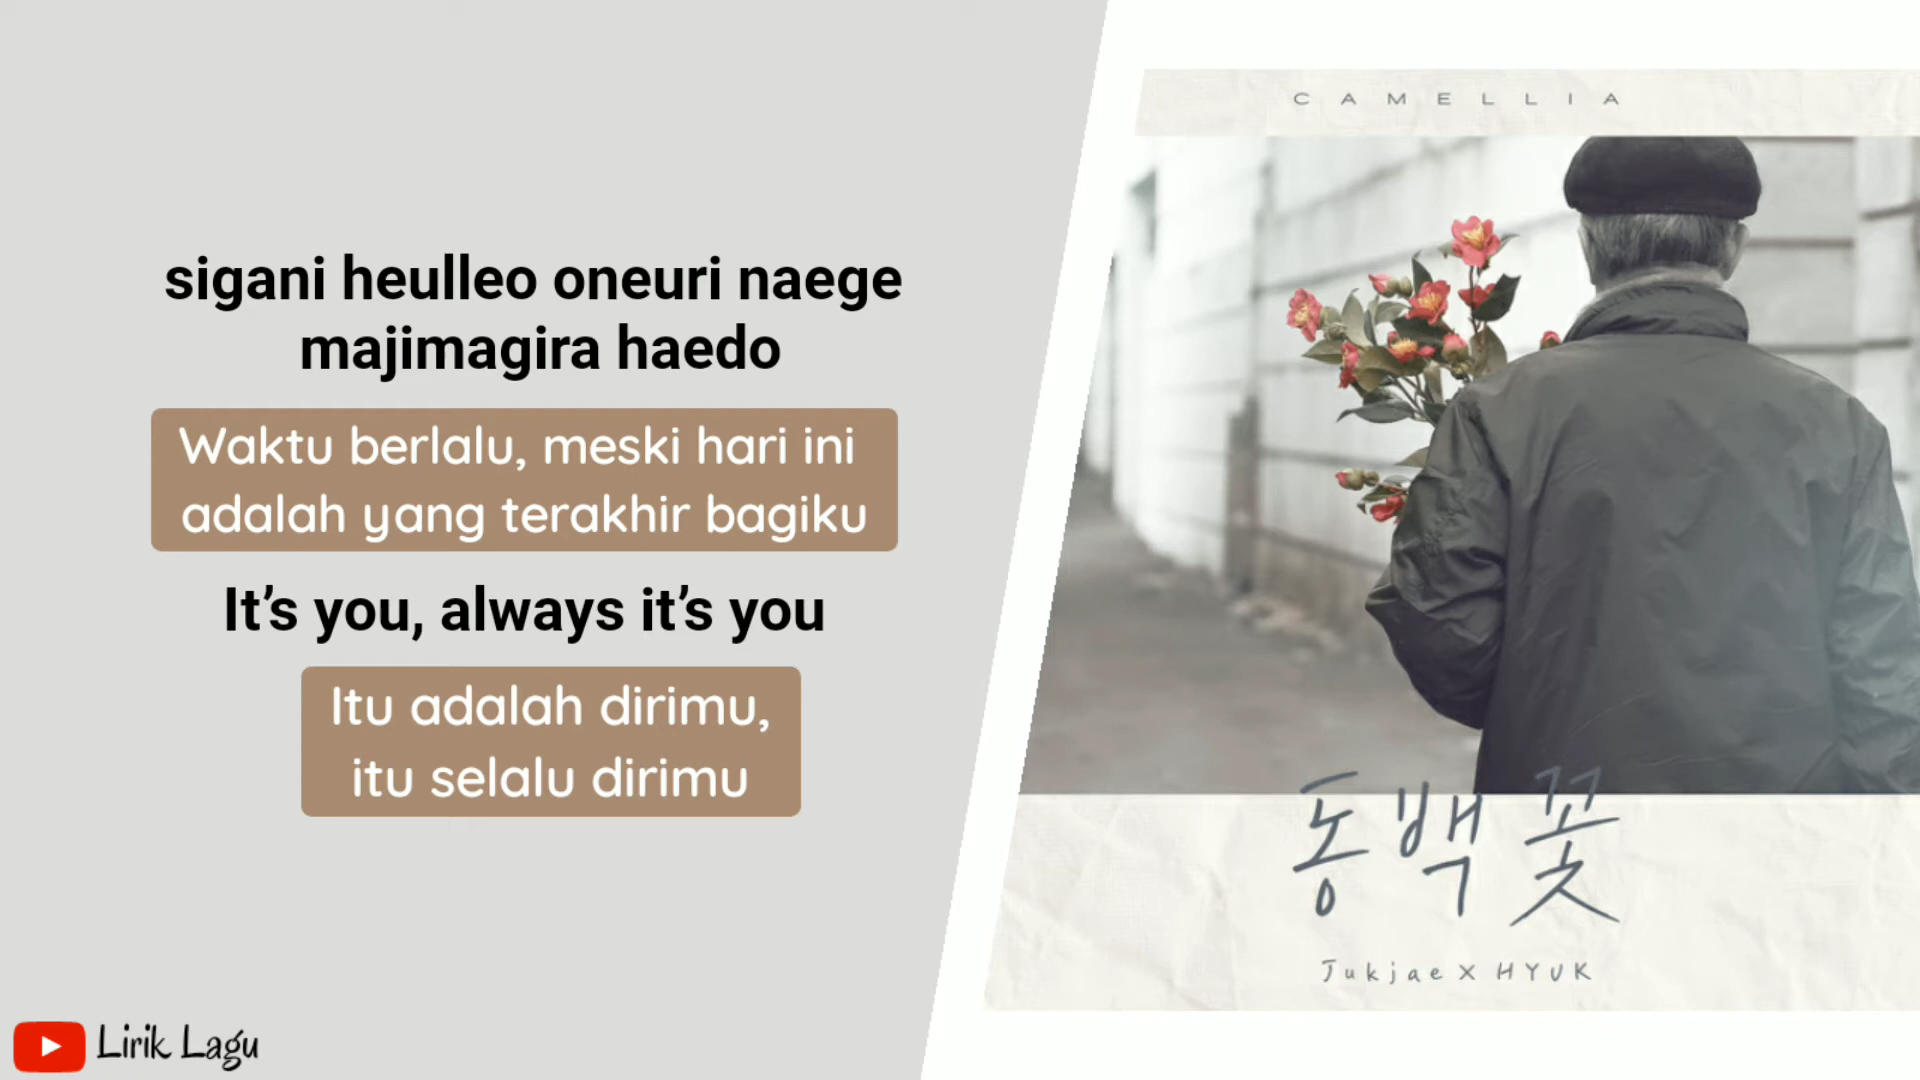 sigani heulleo oneuri naege
majimagira haedo
Waktu berlalu, meski hari ini
adalah yang terakhir bagiku
It’s you, always it’s you
Itu adalah dirimu,
itu selalu dirimu
Lirik Lagu
CAMELLIA
동백꽃
Jukjae X HYUK